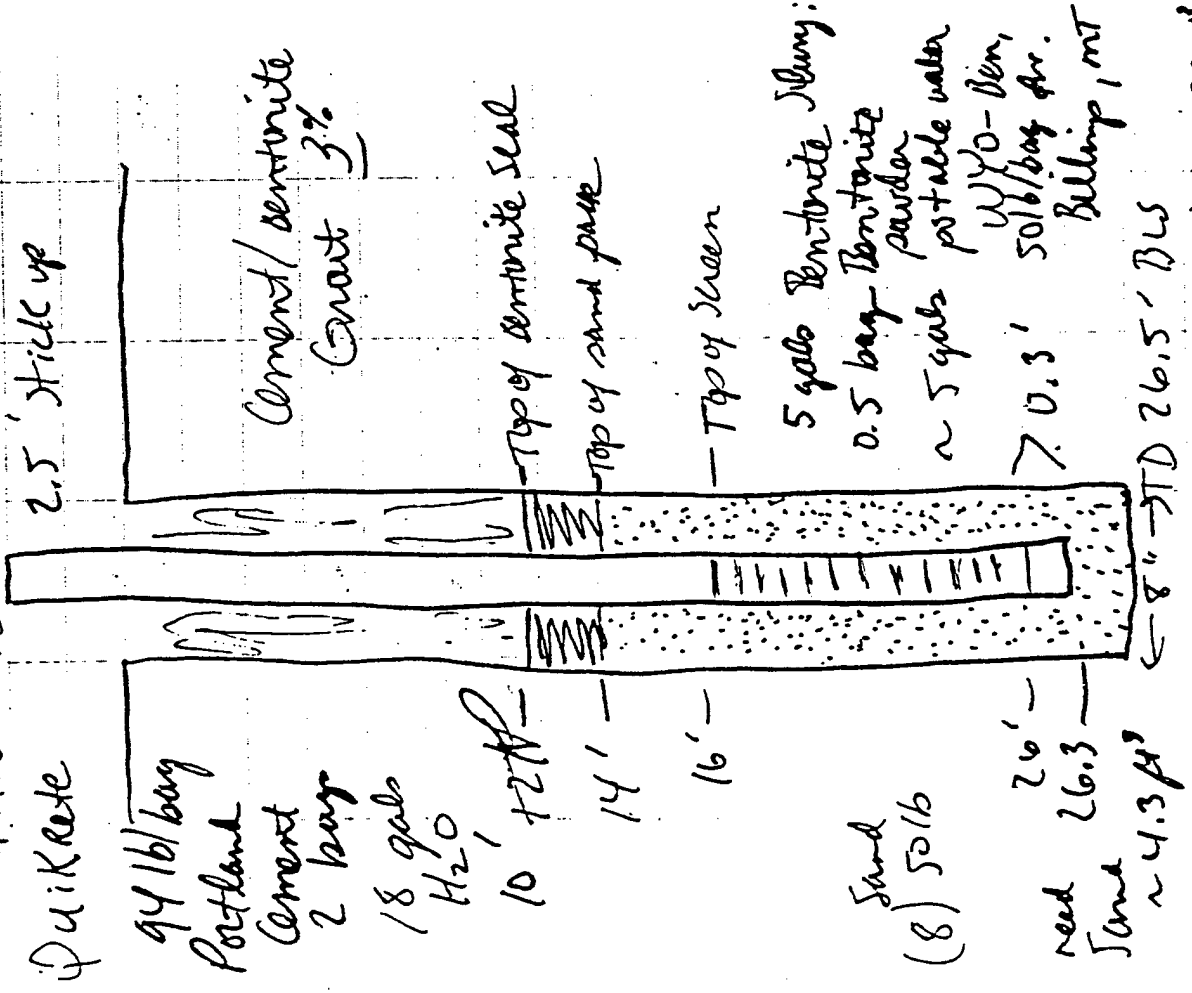 2.5' stick up
QuikRete
94 lb/bag
Portland
Cement
2 bags
18 gals
H2O
Cement/bentonite
Grout 3%
10'
Top of bentonite Seal
14'
Top of sand pack
16'
Top of Screen
5 gals Bentonite Slurry:
0.5 bag Bentonite
powder
~ 5 gals potable water
WYO-Ben,
50lb/bag
Billings, MT
Sand
(8) 50lb
26'
26.3
> 0.3'
need
Sand
~ 4.3 ft³
← 8" →
TD 26.5' BLS